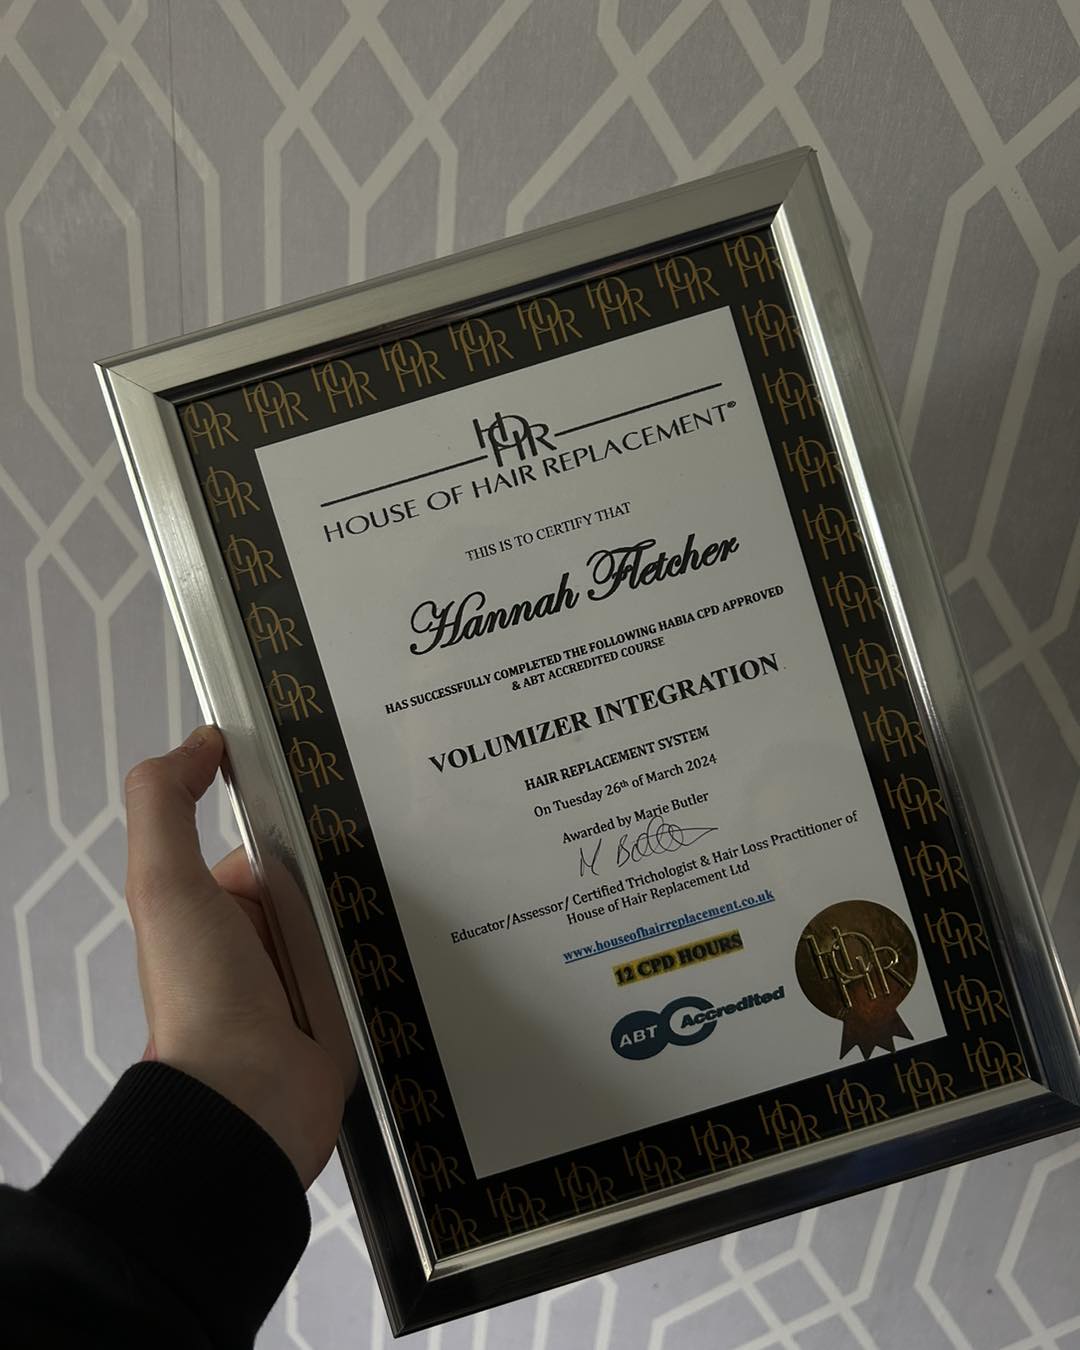 HHR
HOUSE OF HAIR REPLACEMENT®
THIS IS TO CERTIFY THAT
Hannah Fletcher
HAS SUCCESSFULLY COMPLETED THE FOLLOWING HABIA CPD APPROVED
& ABT ACCREDITED COURSE
VOLUMIZER INTEGRATION
HAIR REPLACEMENT SYSTEM
On Tuesday 26th of March 2024
Awarded by Marie Butler
M Butler
Educator/Assessor/ Certified Trichologist & Hair Loss Practitioner of
House of Hair Replacement Ltd
www.houseofhairreplacement.co.uk
12 CPD HOURS
ABT Accredited